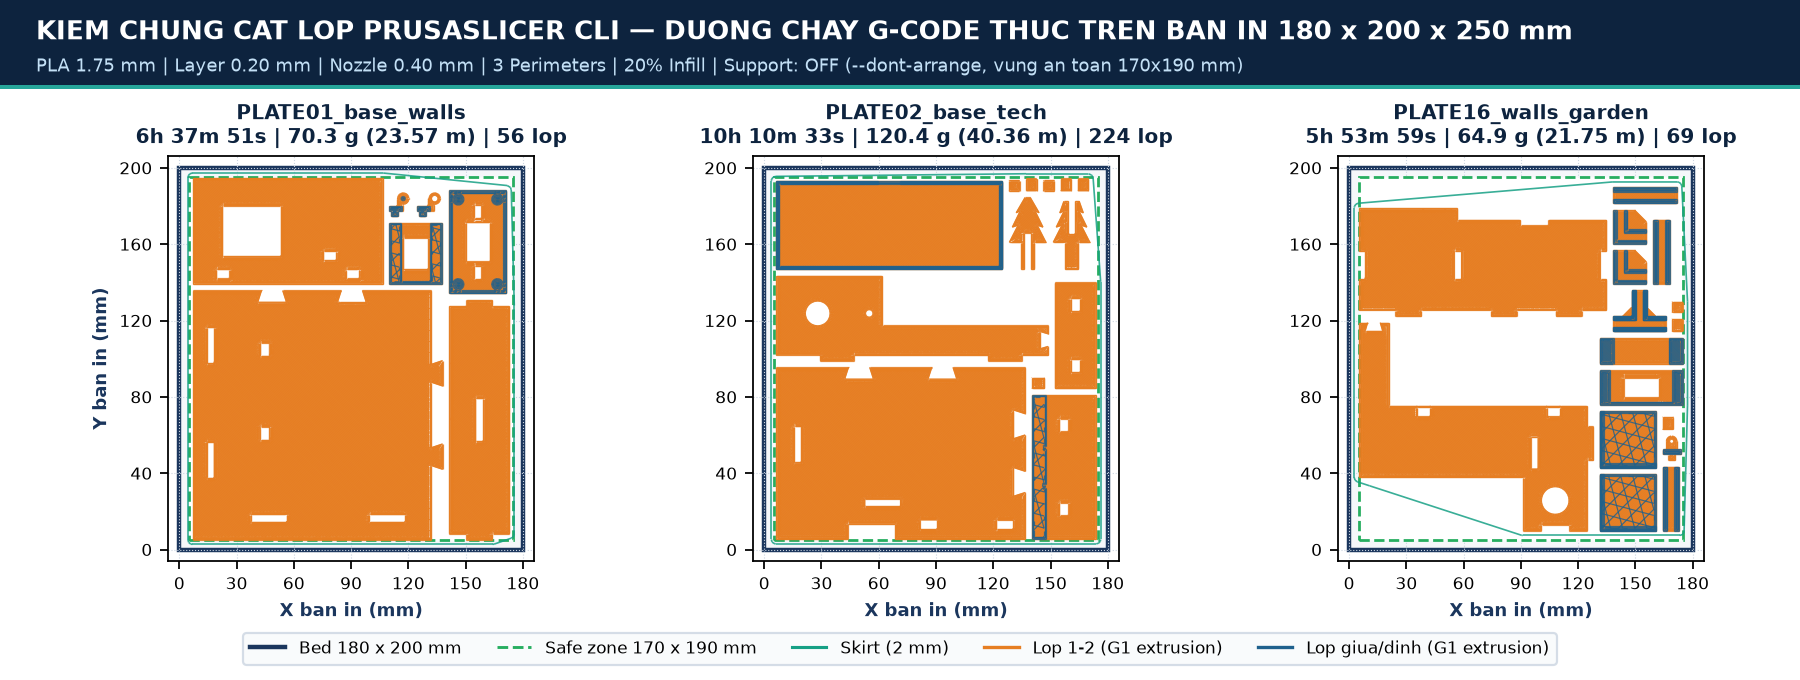 KIEM CHUNG CAT LOP PRUSASLICER CLI — DUONG CHAY G-CODE THUC TREN BAN IN 180 x 200 x 250 mm
PLA 1.75 mm | Layer 0.20 mm | Nozzle 0.40 mm | 3 Perimeters | 20% Infill | Support: OFF (--dont-arrange, vung an toan 170x190 mm)
PLATE01_base_walls
6h 37m 51s | 70.3 g (23.57 m) | 56 lop
200
160
120
80
40
0
Y ban in (mm)
0 30 60 90 120 150 180
X ban in (mm)
PLATE02_base_tech
10h 10m 33s | 120.4 g (40.36 m) | 224 lop
200
160
120
80
40
0
0 30 60 90 120 150 180
X ban in (mm)
PLATE16_walls_garden
5h 53m 59s | 64.9 g (21.75 m) | 69 lop
200
160
120
80
40
0
0 30 60 90 120 150 180
X ban in (mm)
Bed 180 x 200 mm
Safe zone 170 x 190 mm
Skirt (2 mm)
Lop 1-2 (G1 extrusion)
Lop giua/dinh (G1 extrusion)